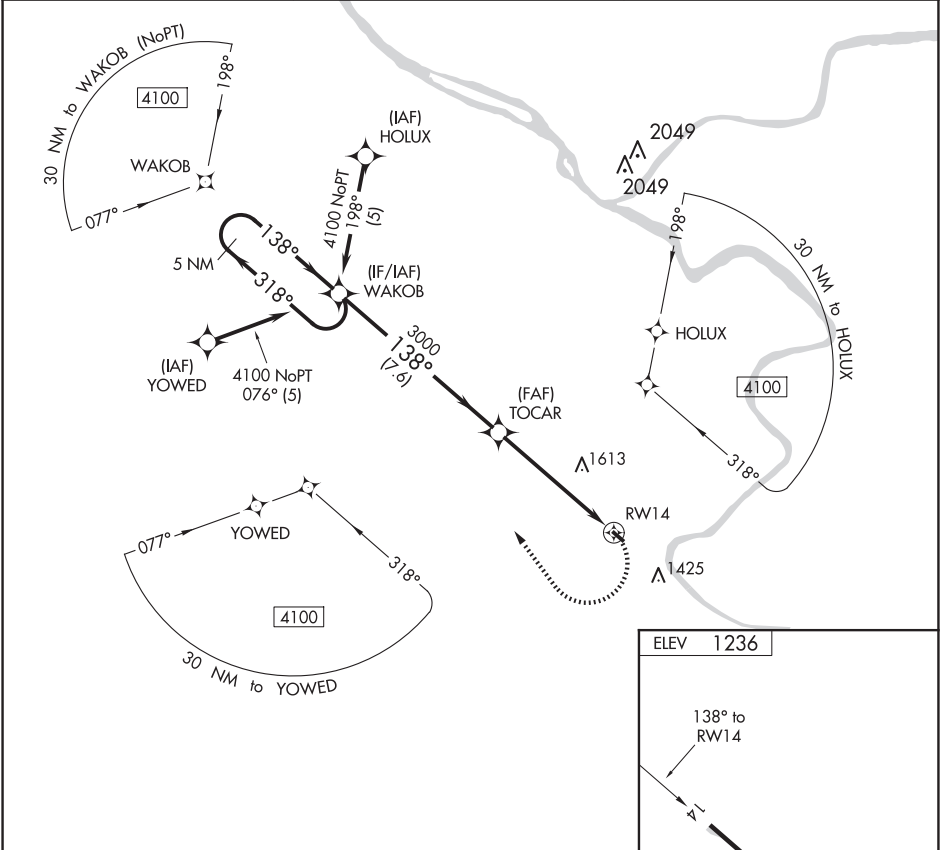 30 NM to WAKOB (NoPT)
198°
4100
WAKOB
077°
(IAF)
HOLUX
4100 NoPT
198°
(5)
138°
5 NM
318°
(IF/IAF)
WAKOB
(IAF)
YOWED
4100 NoPT
076° (5)
3000
138°
(7.6)
(FAF)
TOCAR
1613
RW14
1425
2049
2049
198°
30 NM to HOLUX
HOLUX
4100
318°
077°
YOWED
318°
4100
30 NM to YOWED
ELEV 1236
138° to
RW14
14